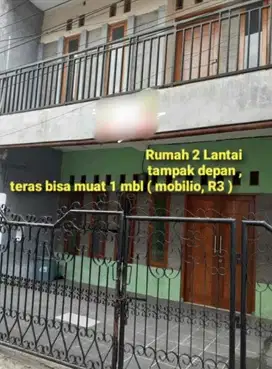 Rumah 2 Lantai
tampak depan ,
teras bisa muat 1 mbl ( mobilio, R3 )